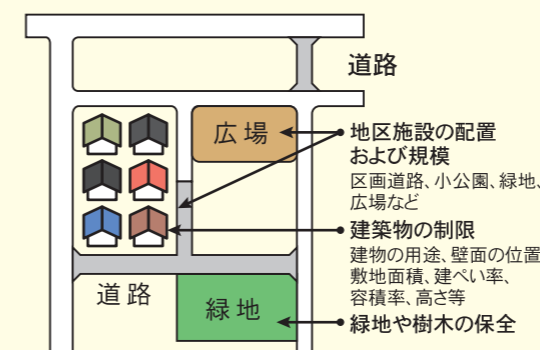 道路
広場
地区施設の配置
および規模
区画道路、小公園、緑地、
広場など
建築物の制限
建物の用途、壁面の位置
敷地面積、建ぺい率、
容積率、高さ等
道路
緑地
緑地や樹木の保全